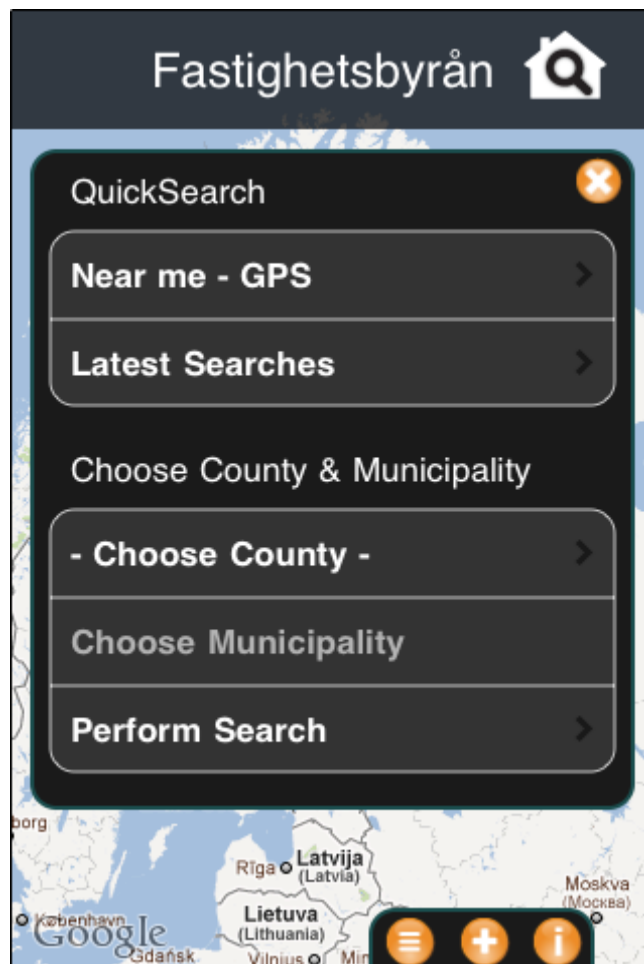 Fastighetsbyrån
QuickSearch
Near me - GPS
Latest Searches
Choose County & Municipality
- Choose County -
Choose Municipality
Perform Search
borg
Rīga
Latvija
(Latvia)
Moskva
(Москва)
København
Google
Lietuva
(Lithuania)
Gdańsk
Vilnius
Min